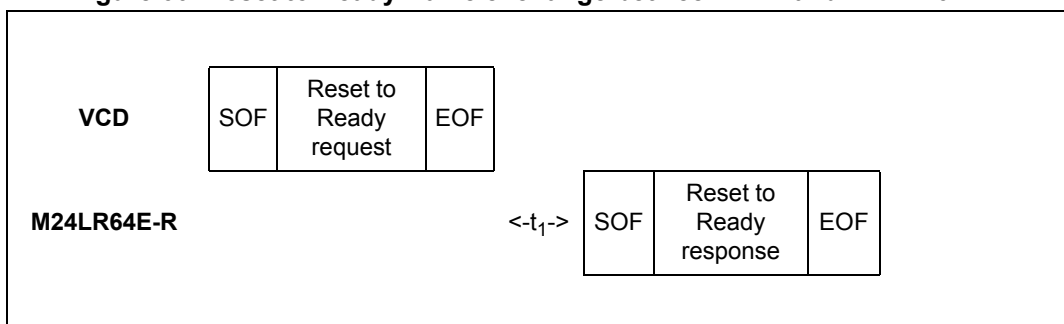 VCD
SOF
Reset to
Ready
request
EOF
M24LR64E-R
<-t₁->
SOF
Reset to
Ready
response
EOF